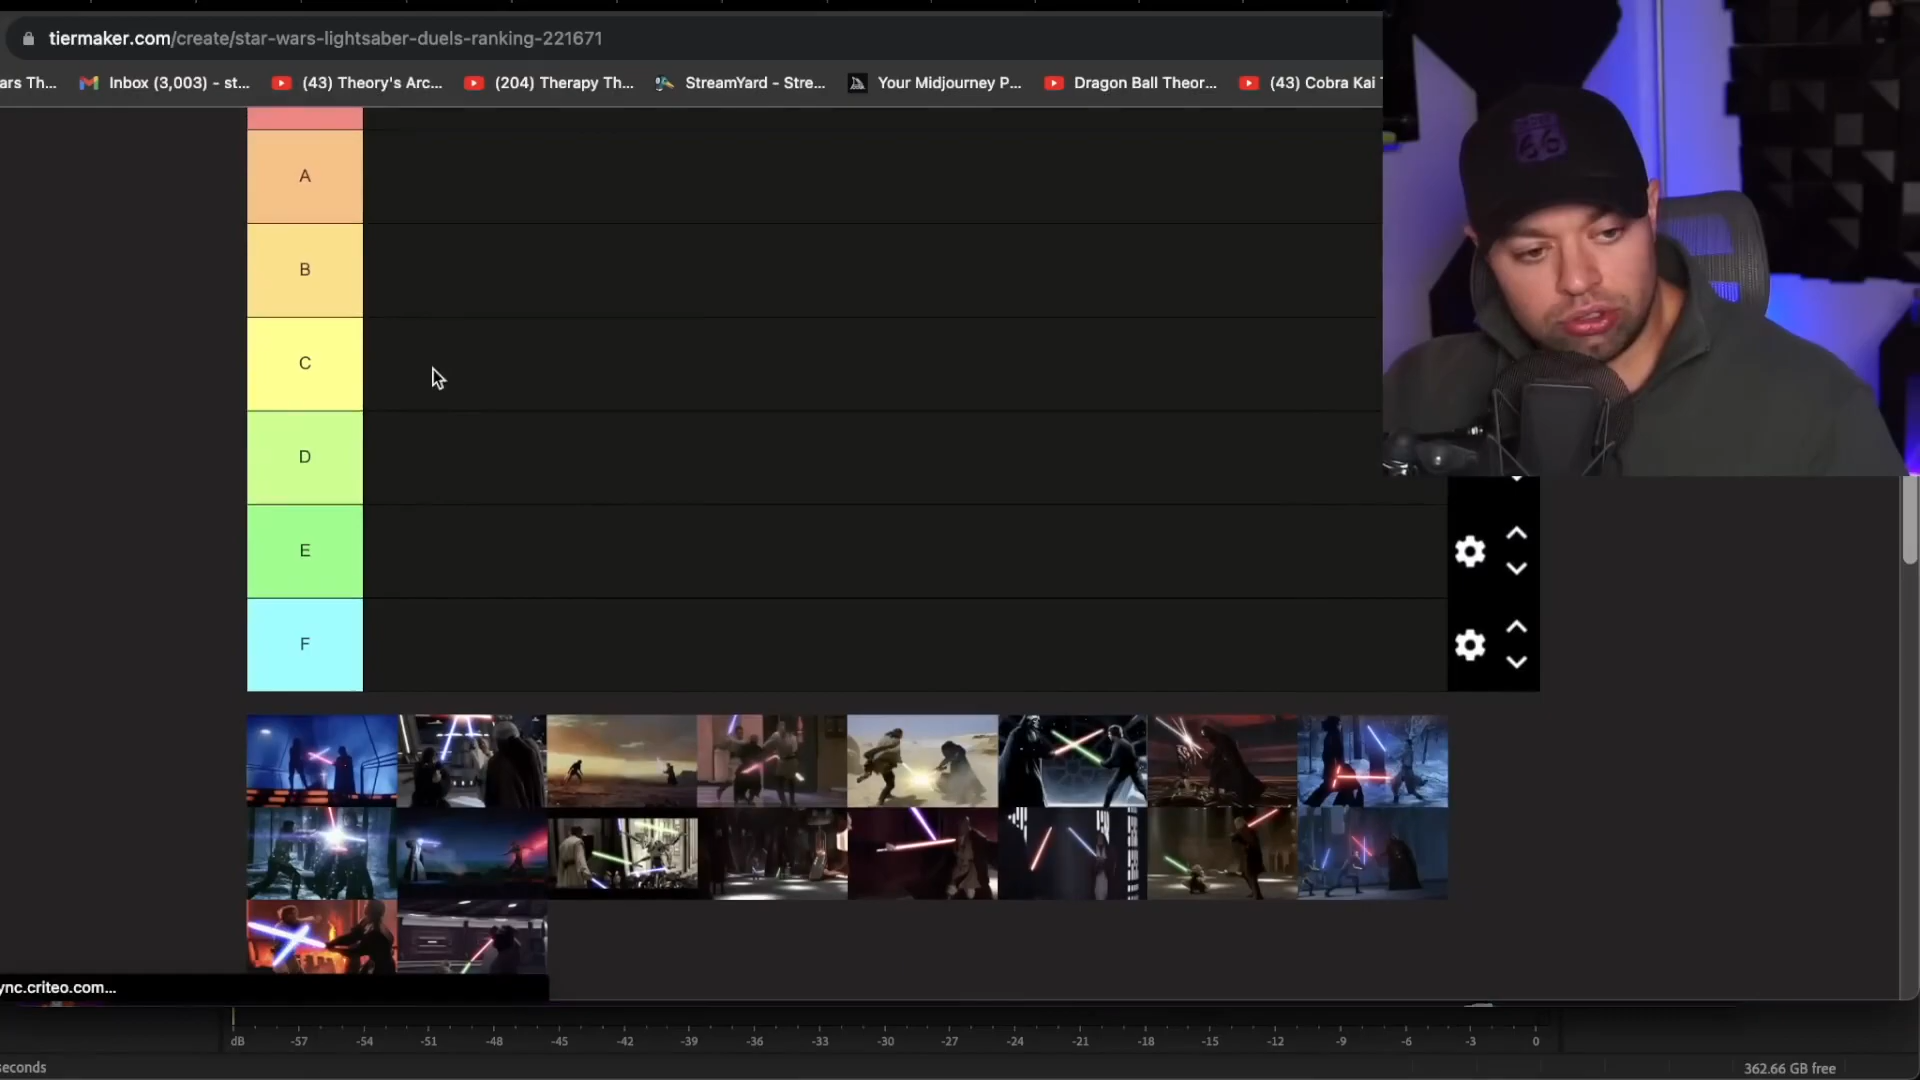 tiermaker.com/create/star-wars-lightsaber-duels-ranking-221671
ars Th... Inbox (3,003) - st... (43) Theory's Arc... (204) Therapy Th... StreamYard - Stre... Your Midjourney P... Dragon Ball Theor... (43) Cobra Kai
66
A
B
C
D
E
F
ync.criteo.com...
dB -57 -54 -51 -48 -45 -42 -39 -36 -33 -30 -27 -24 -21 -18 -15 -12 -9 -6 -3 0
seconds
362.66 GB free